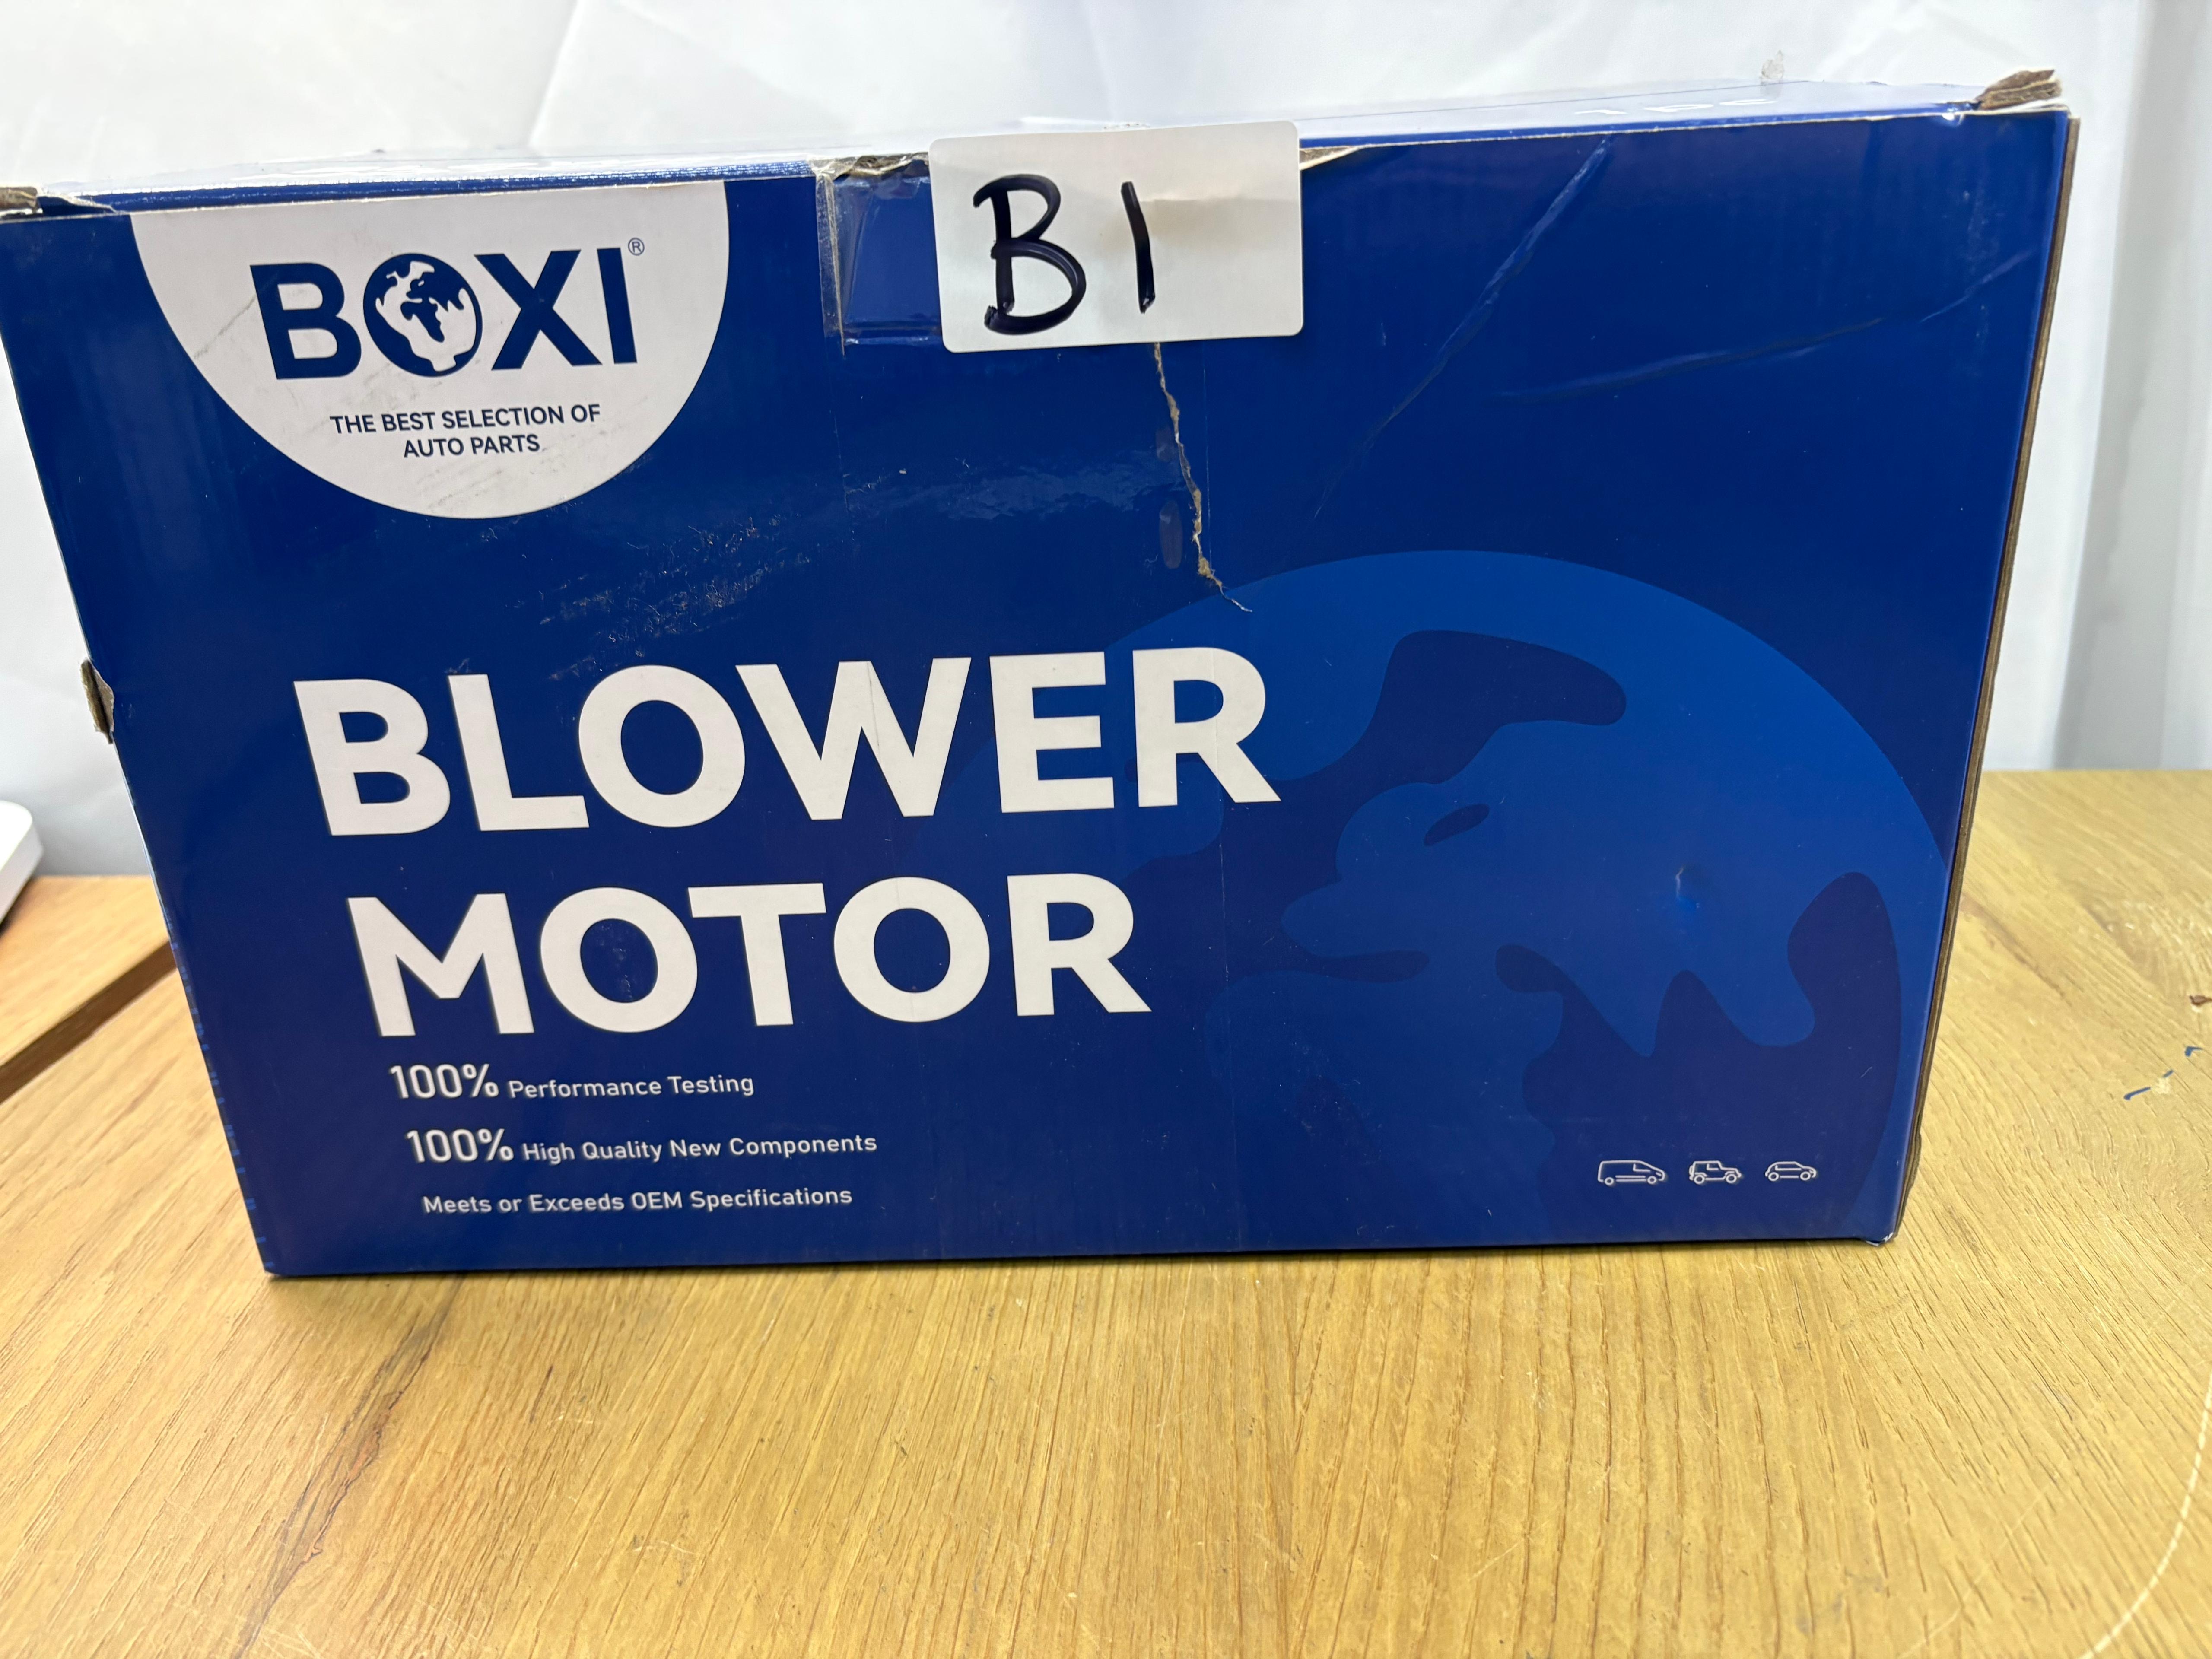 B1
BOXI®
THE BEST SELECTION OF
AUTO PARTS
BLOWER
MOTOR
100% Performance Testing
100% High Quality New Components
Meets or Exceeds OEM Specifications